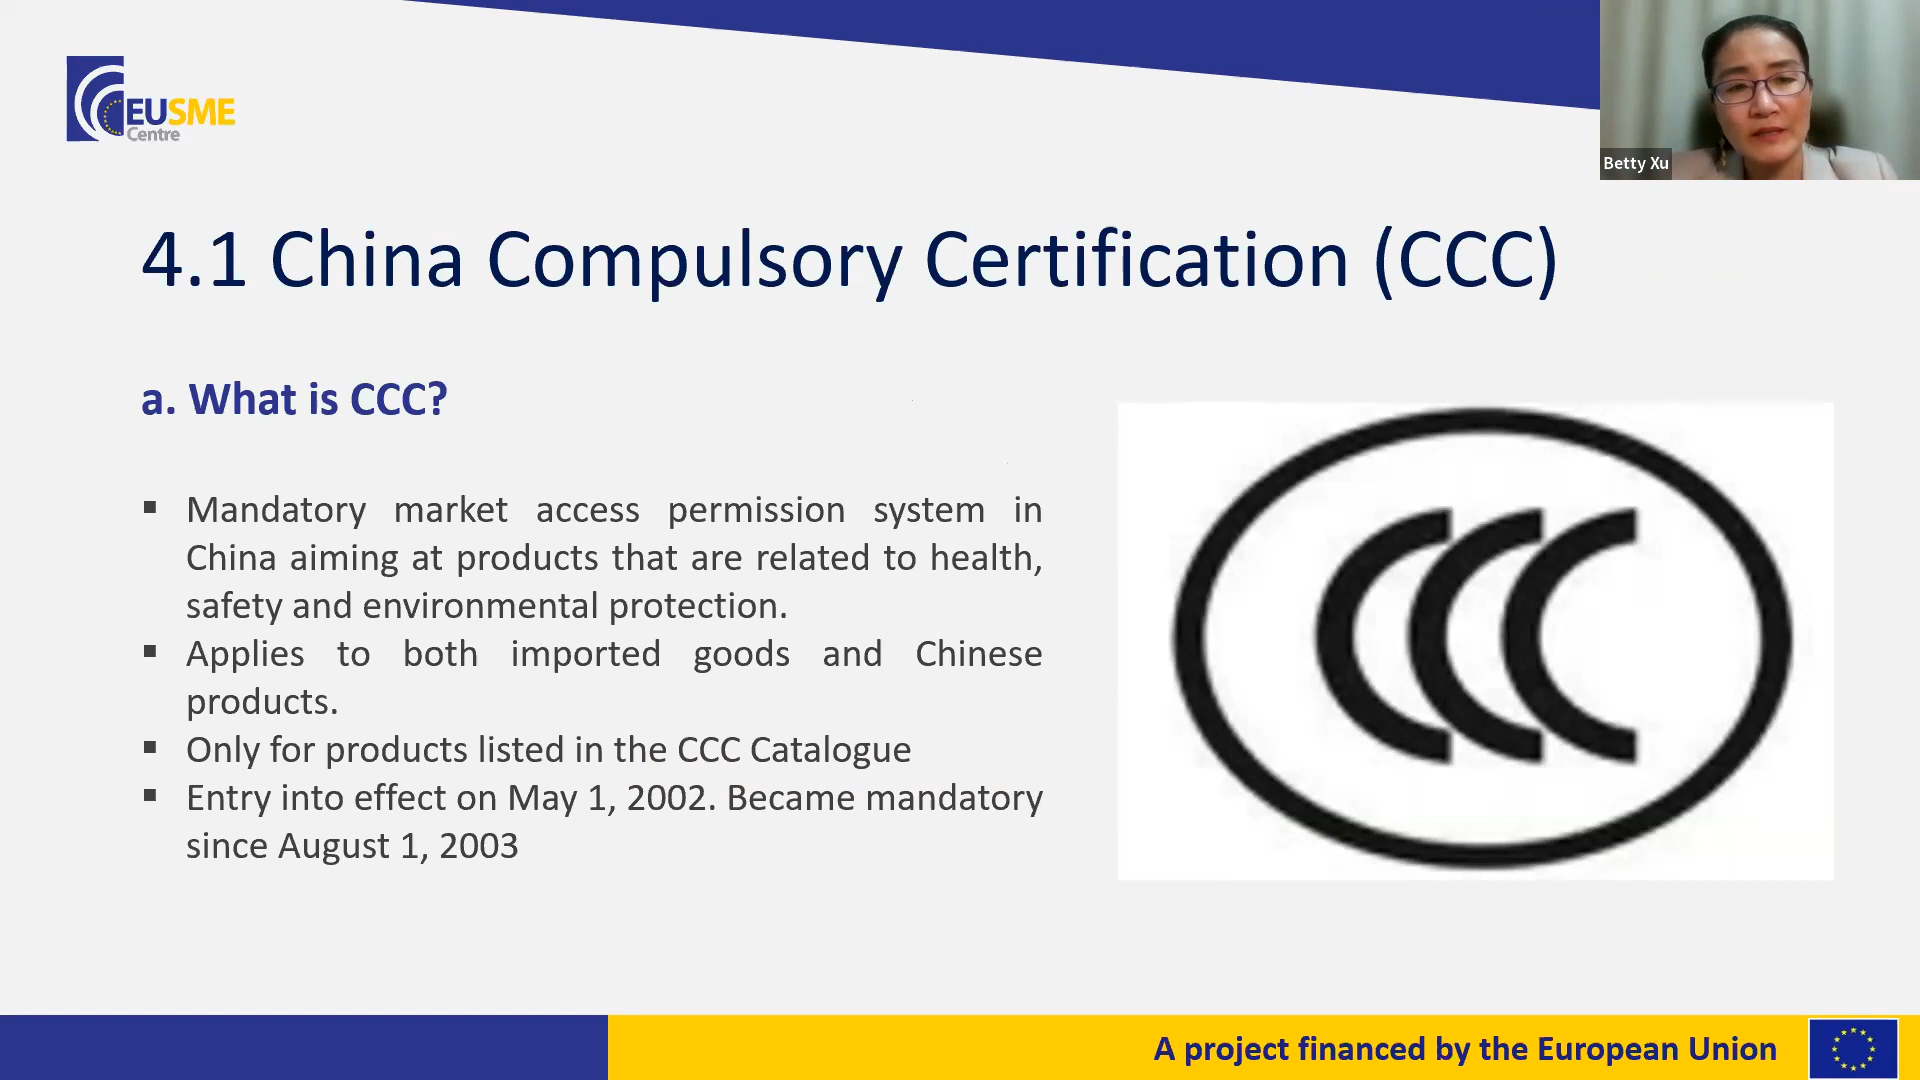 EUSME
Centre
Betty Xu
4.1 China Compulsory Certification (CCC)
a. What is CCC?
▪ Mandatory market access permission system in
China aiming at products that are related to health,
safety and environmental protection.
▪ Applies to both imported goods and Chinese
products.
▪ Only for products listed in the CCC Catalogue
▪ Entry into effect on May 1, 2002. Became mandatory
since August 1, 2003
CCC
A project financed by the European Union